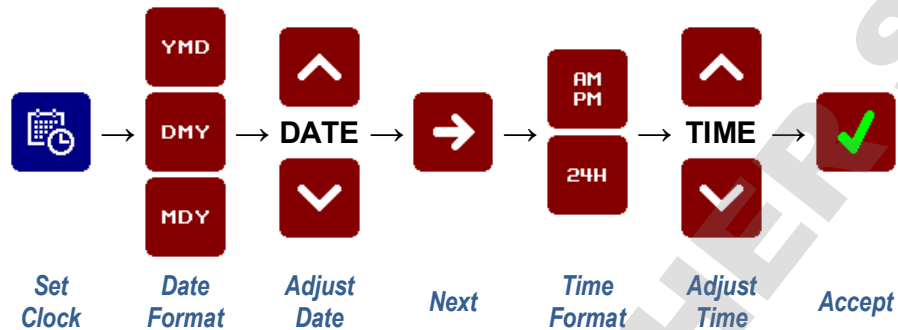 YMD
DMY
MDY
DATE
AM
PM
24H
TIME
Set
Clock
Date
Format
Adjust
Date
Next
Time
Format
Adjust
Time
Accept